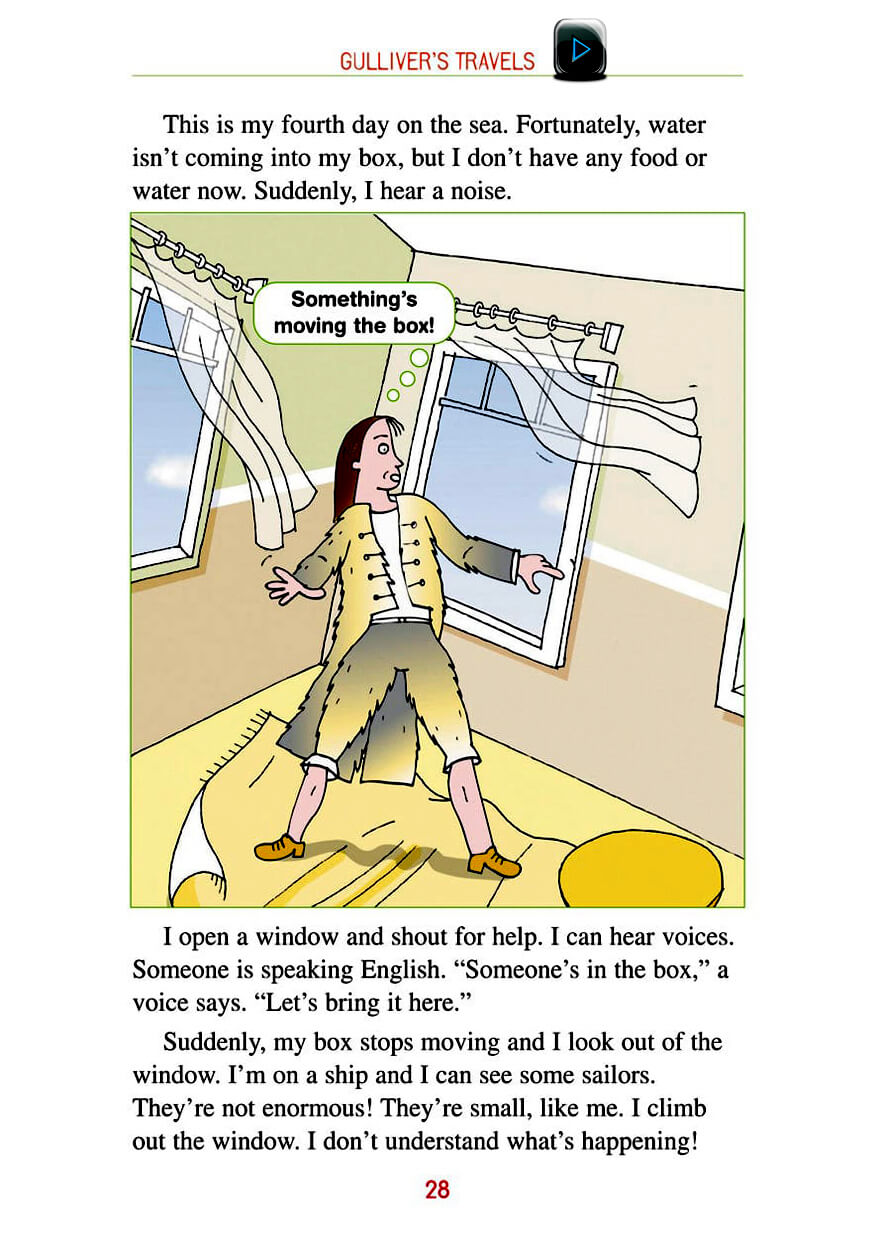 GULLIVER'S TRAVELS
This is my fourth day on the sea. Fortunately, water
isn't coming into my box, but I don't have any food or
water now. Suddenly, I hear a noise.
Something's
moving the box!
I open a window and shout for help. I can hear voices.
Someone is speaking English. “Someone's in the box,” a
voice says. “Let's bring it here.”
Suddenly, my box stops moving and I look out of the
window. I'm on a ship and I can see some sailors.
They're not enormous! They're small, like me. I climb
out the window. I don't understand what's happening!
28